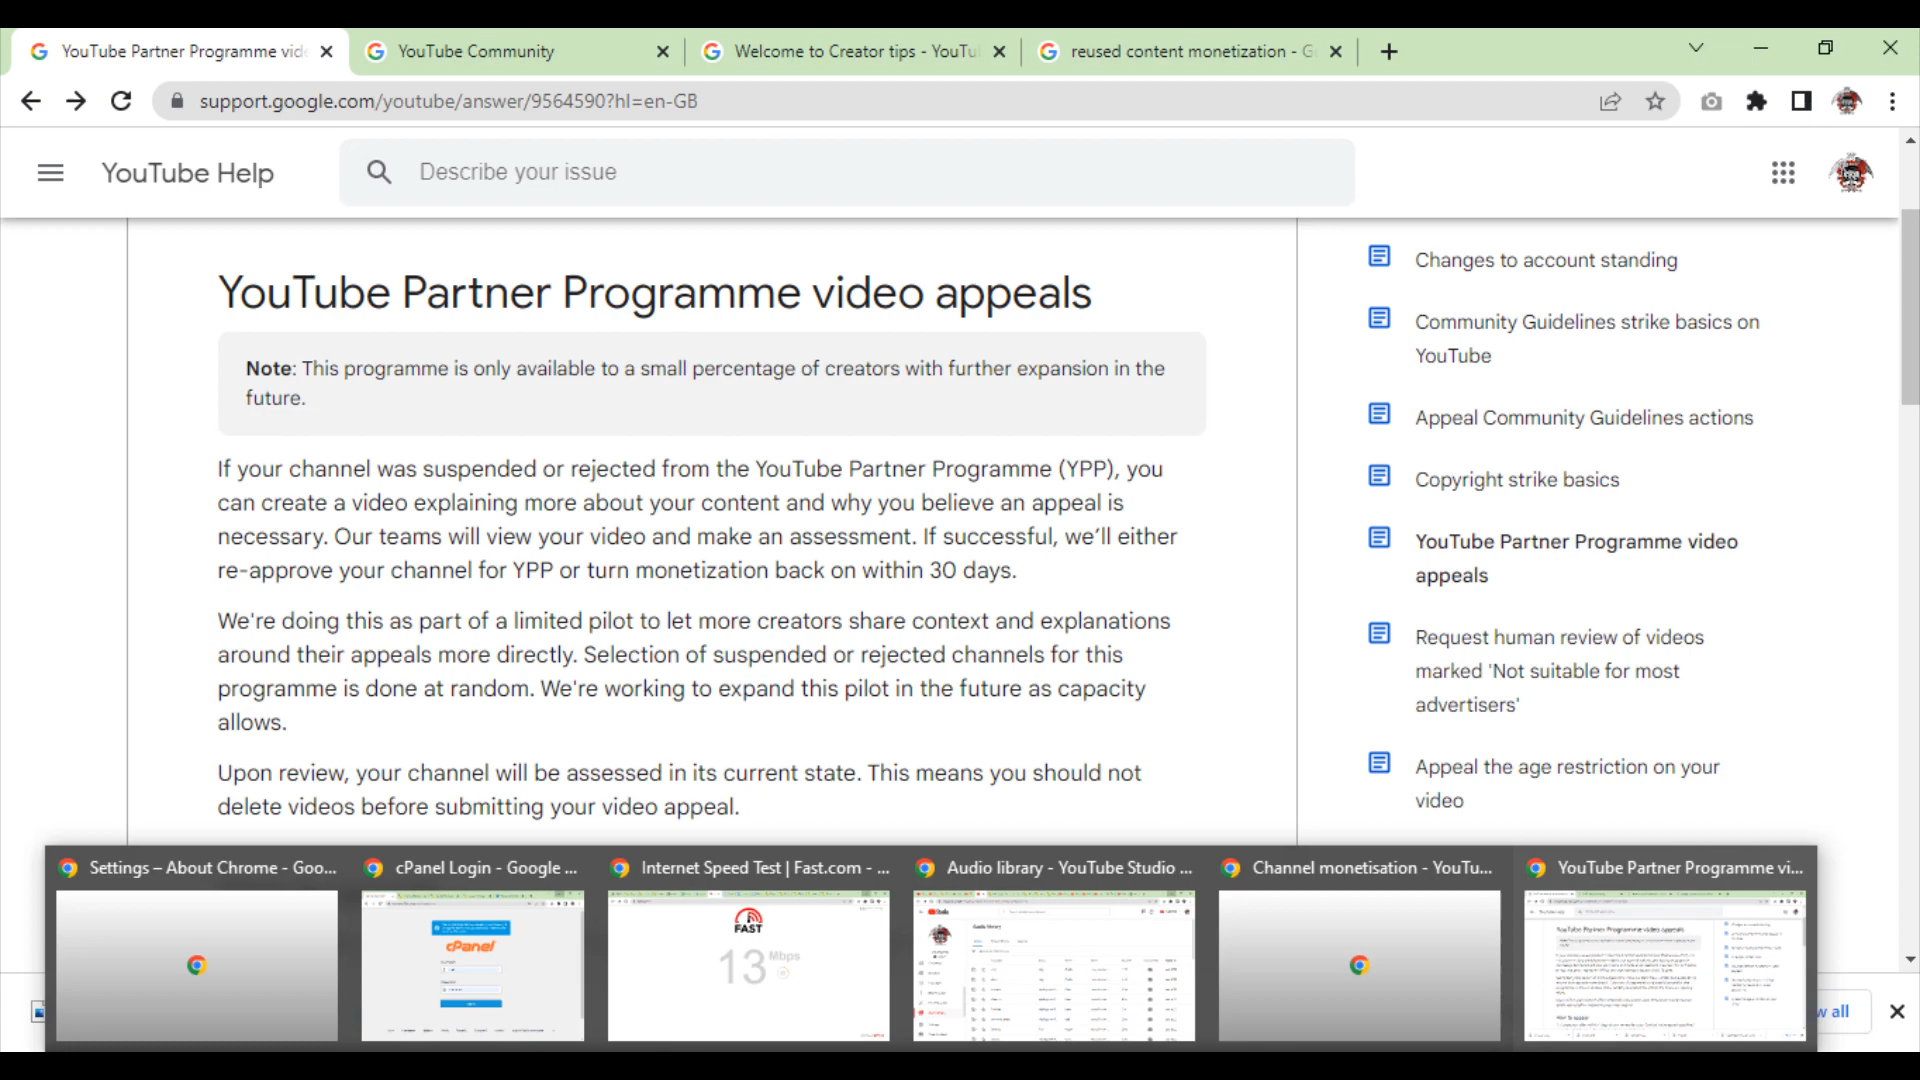 YouTube Partner Programme vide
YouTube Community
Welcome to Creator tips - YouTu
reused content monetization - G
support.google.com/youtube/answer/9564590?hl=en-GB
YouTube Help
Describe your issue
YouTube Partner Programme video appeals
Note: This programme is only available to a small percentage of creators with further expansion in the
future.
If your channel was suspended or rejected from the YouTube Partner Programme (YPP), you
can create a video explaining more about your content and why you believe an appeal is
necessary. Our teams will view your video and make an assessment. If successful, we’ll either
re-approve your channel for YPP or turn monetization back on within 30 days.
We're doing this as part of a limited pilot to let more creators share context and explanations
around their appeals more directly. Selection of suspended or rejected channels for this
programme is done at random. We're working to expand this pilot in the future as capacity
allows.
Upon review, your channel will be assessed in its current state. This means you should not
delete videos before submitting your video appeal.
Changes to account standing
Community Guidelines strike basics on
YouTube
Appeal Community Guidelines actions
Copyright strike basics
YouTube Partner Programme video
appeals
Request human review of videos
marked 'Not suitable for most
advertisers'
Appeal the age restriction on your
video
Settings – About Chrome - Goo...
cPanel Login - Google ...
Internet Speed Test | Fast.com - ...
Audio library - YouTube Studio ...
Channel monetisation - YouTu...
YouTube Partner Programme vi...
cPanel
FAST
13 Mbps
Audio library
YouTube Partner Programme video appeals
w all